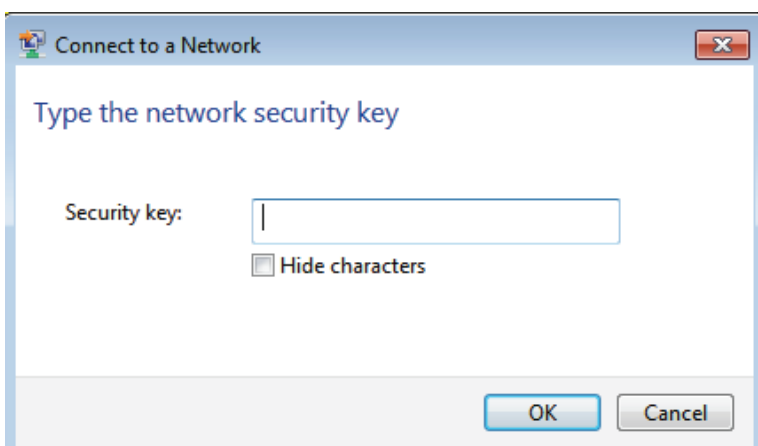 Connect to a Network
Type the network security key
Security key:
Hide characters
OK Cancel